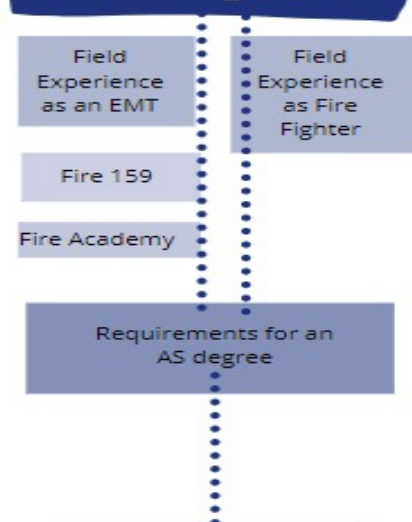 Field
Experience
as an EMT
Field
Experience
as Fire
Fighter
Fire 159
Fire Academy
Requirements for an
AS degree